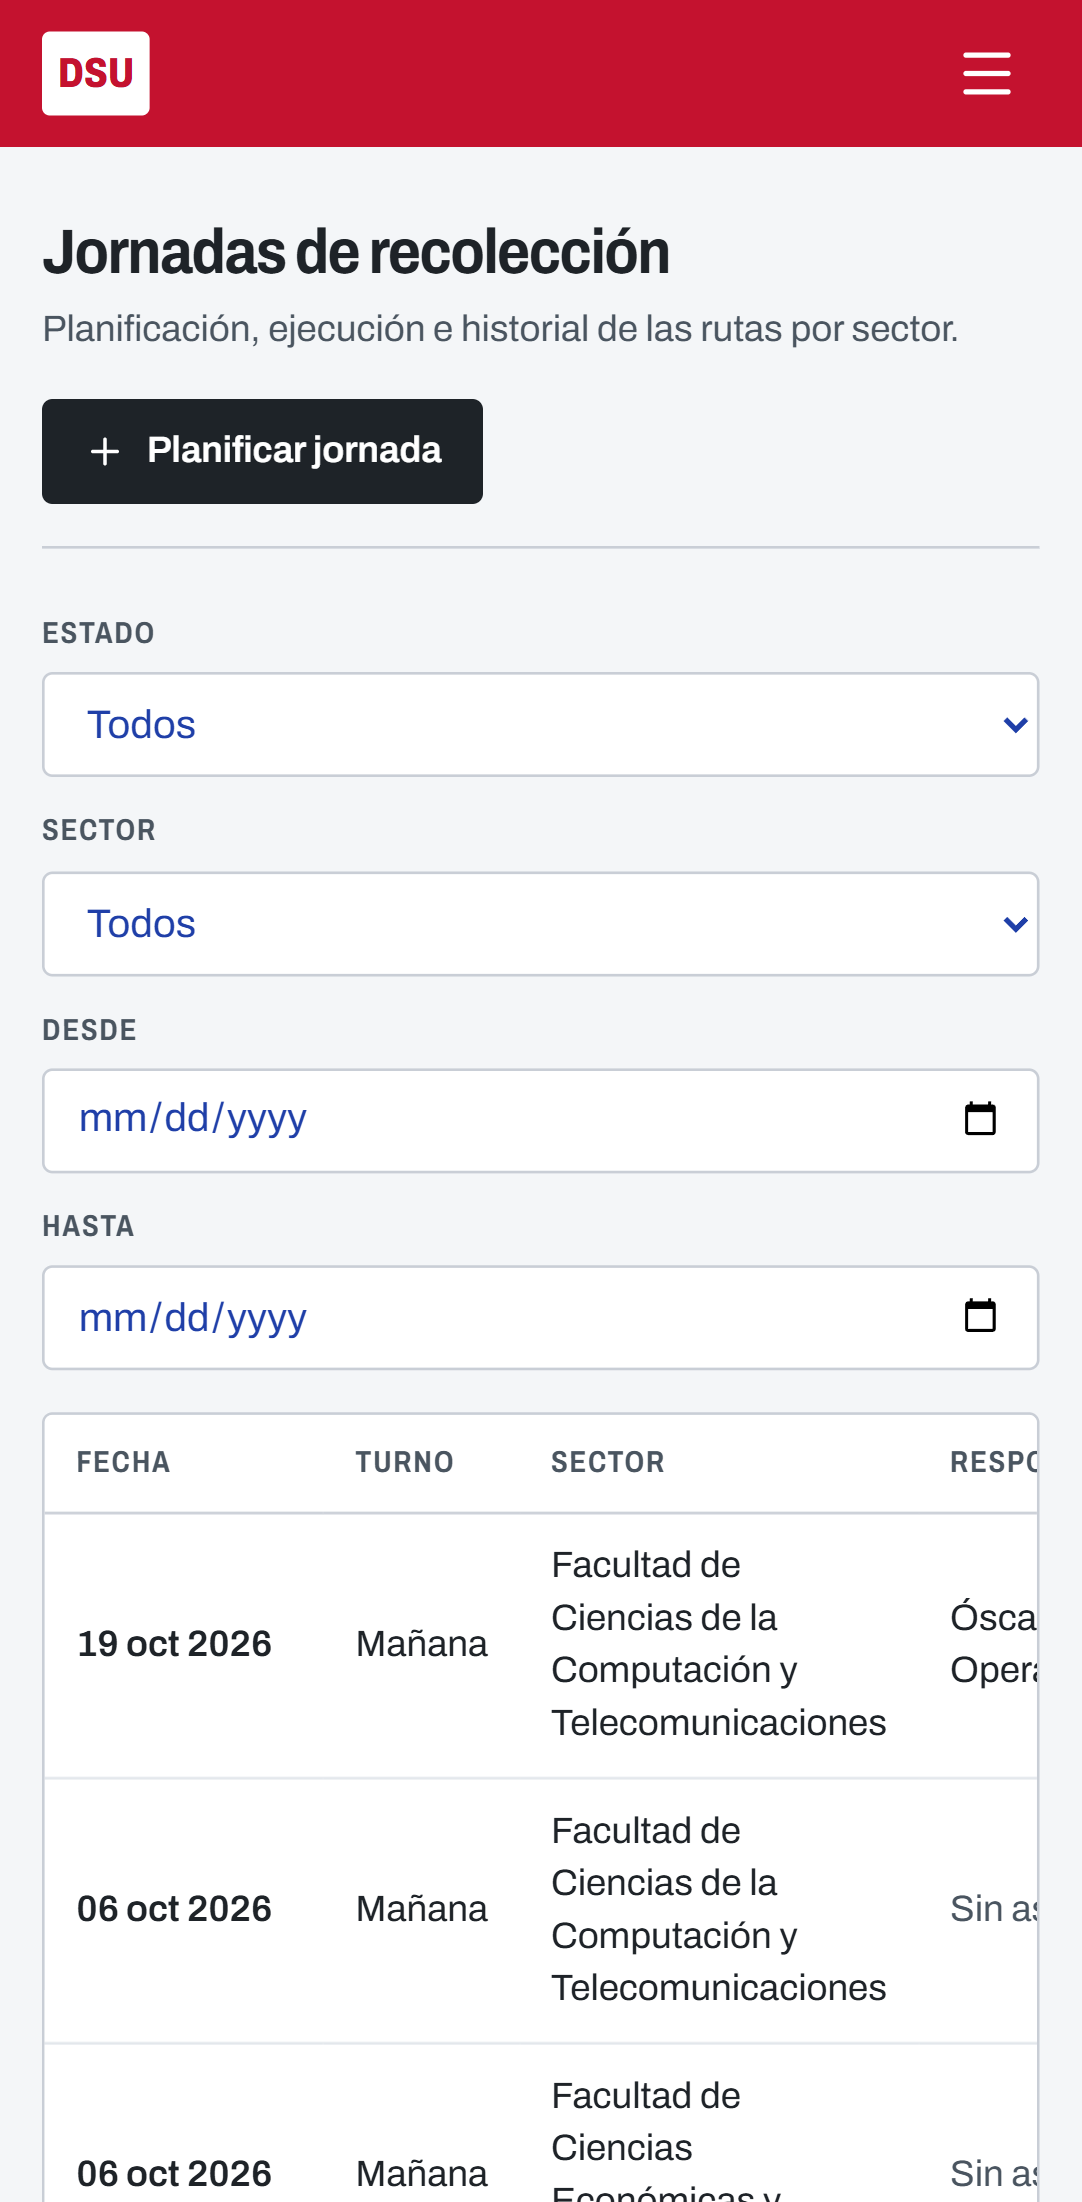 DSU
Jornadas de recolección
Planificación, ejecución e historial de las rutas por sector.
Planificar jornada
ESTADO
Todos
SECTOR
Todos
DESDE
mm/dd/yyyy
HASTA
mm/dd/yyyy
FECHA TURNO SECTOR
Facultad de
Ciencias de la
Computación y
Telecomunicaciones
19 oct 2026 Mañana
Facultad de
Ciencias de la
Computación y
Telecomunicaciones
06 oct 2026 Mañana
Sin
Facultad de
Ciencias
Económicas y
06 oct 2026 Mañana
Sin